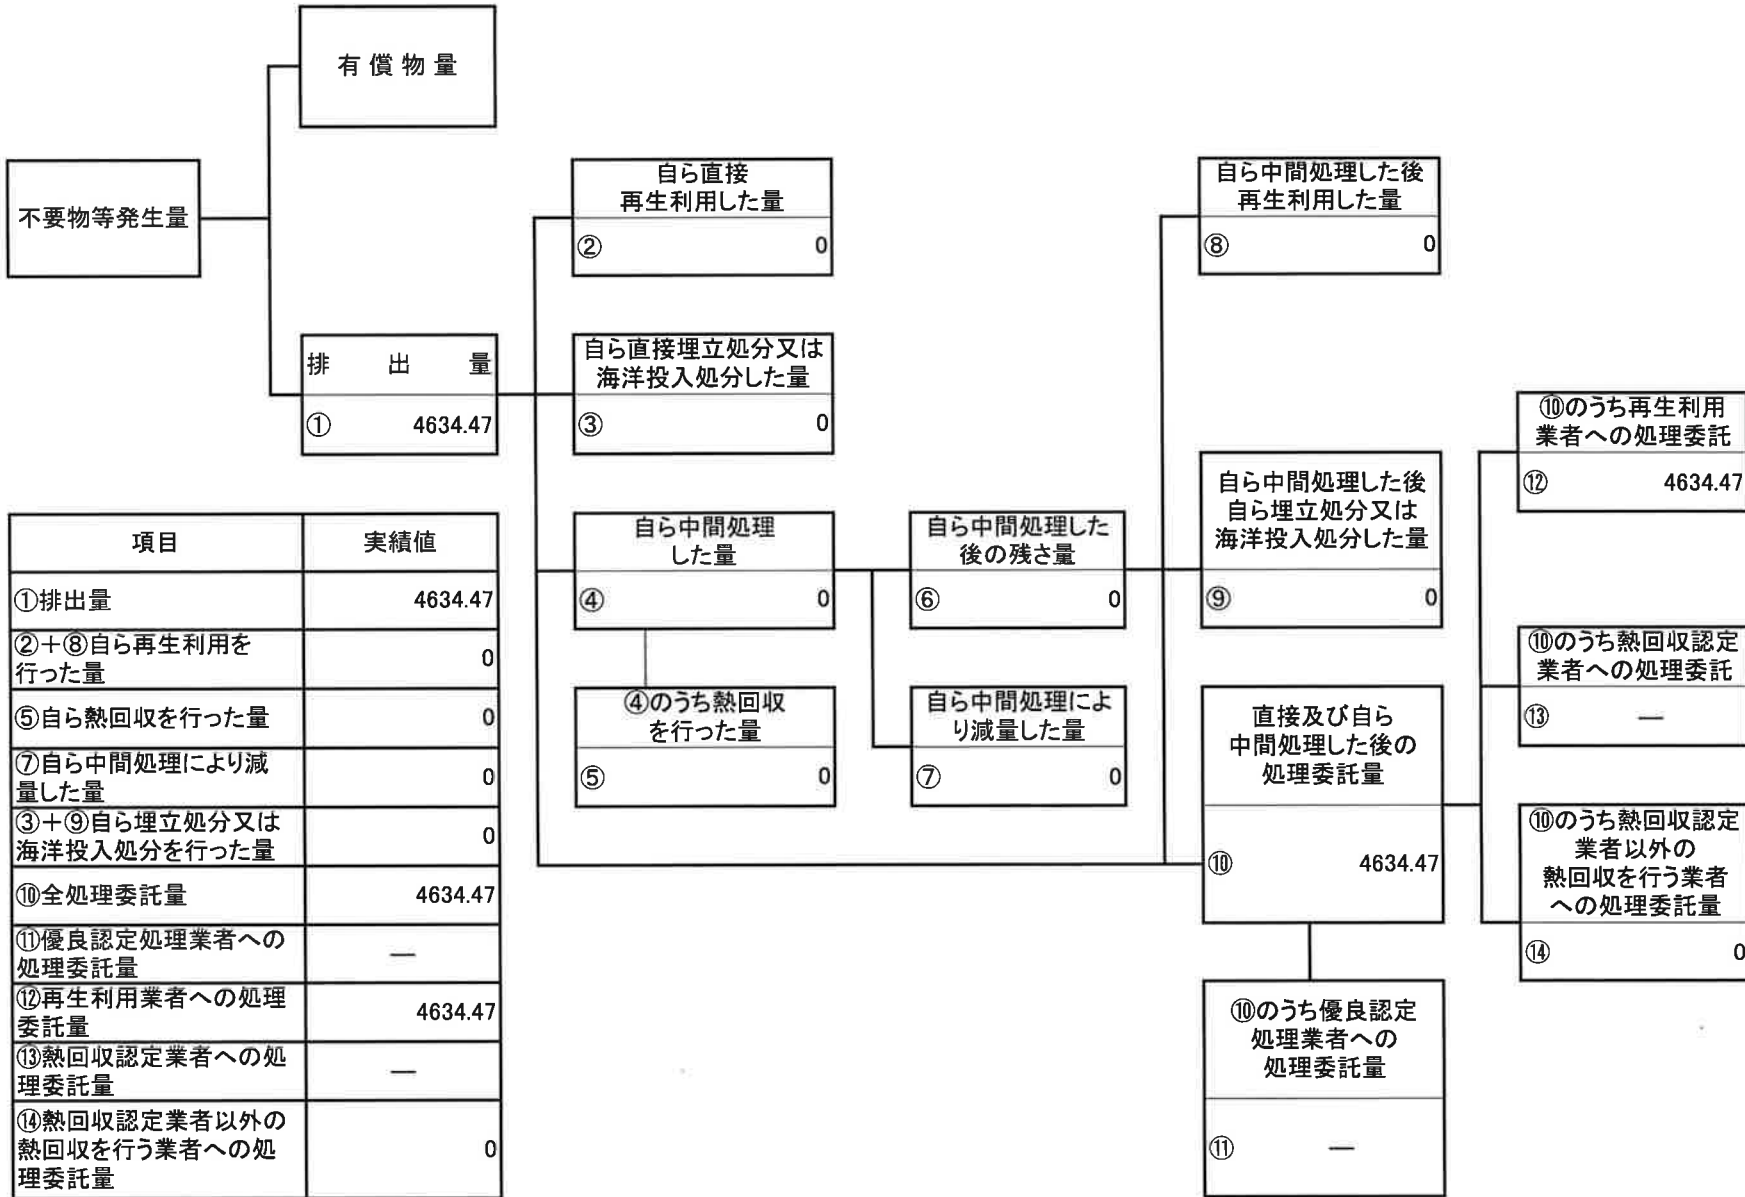 有償物量
不要物等発生量
排出量
① 4634.47
自ら直接
再生利用した量
② 0
自ら直接埋立処分又は
海洋投入処分した量
③ 0
自ら中間処理
した量
④ 0
④のうち熱回収
を行った量
⑤ 0
自ら中間処理した
後の残さ量
⑥ 0
自ら中間処理によ
り減量した量
⑦ 0
自ら中間処理した後
再生利用した量
⑧ 0
自ら中間処理した後
自ら埋立処分又は
海洋投入処分した量
⑨ 0
直接及び自ら
中間処理した後の
処理委託量
⑩ 4634.47
⑩のうち優良認定
処理業者への
処理委託量
⑪ ―
⑩のうち再生利用
業者への処理委託
⑫ 4634.47
⑩のうち熱回収認定
業者への処理委託
⑬ ―
⑩のうち熱回収認定
業者以外の
熱回収を行う業者
への処理委託量
⑭ 0
項目 実績値
①排出量 4634.47
②＋⑧自ら再生利用を
行った量 0
⑤自ら熱回収を行った量 0
⑦自ら中間処理により減
量した量 0
③＋⑨自ら埋立処分又は
海洋投入処分を行った量 0
⑩全処理委託量 4634.47
⑪優良認定処理業者への
処理委託量 ―
⑫再生利用業者への処理
委託量 4634.47
⑬熱回収認定業者への処
理委託量 ―
⑭熱回収認定業者以外の
熱回収を行う業者への処
理委託量 0